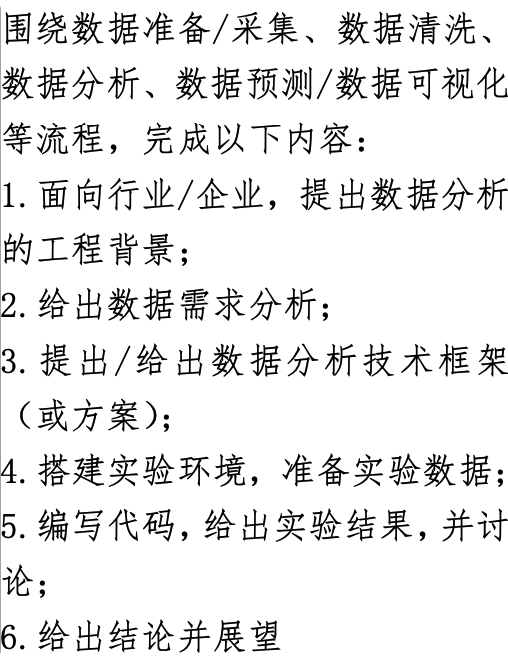 围绕数据准备/采集、数据清洗、
数据分析、数据预测/数据可视化
等流程，完成以下内容：
1.面向行业/企业，提出数据分析
的工程背景；
2.给出数据需求分析；
3.提出/给出数据分析技术框架
（或方案）；
4.搭建实验环境，准备实验数据；
5.编写代码，给出实验结果，并讨
论；
6.给出结论并展望